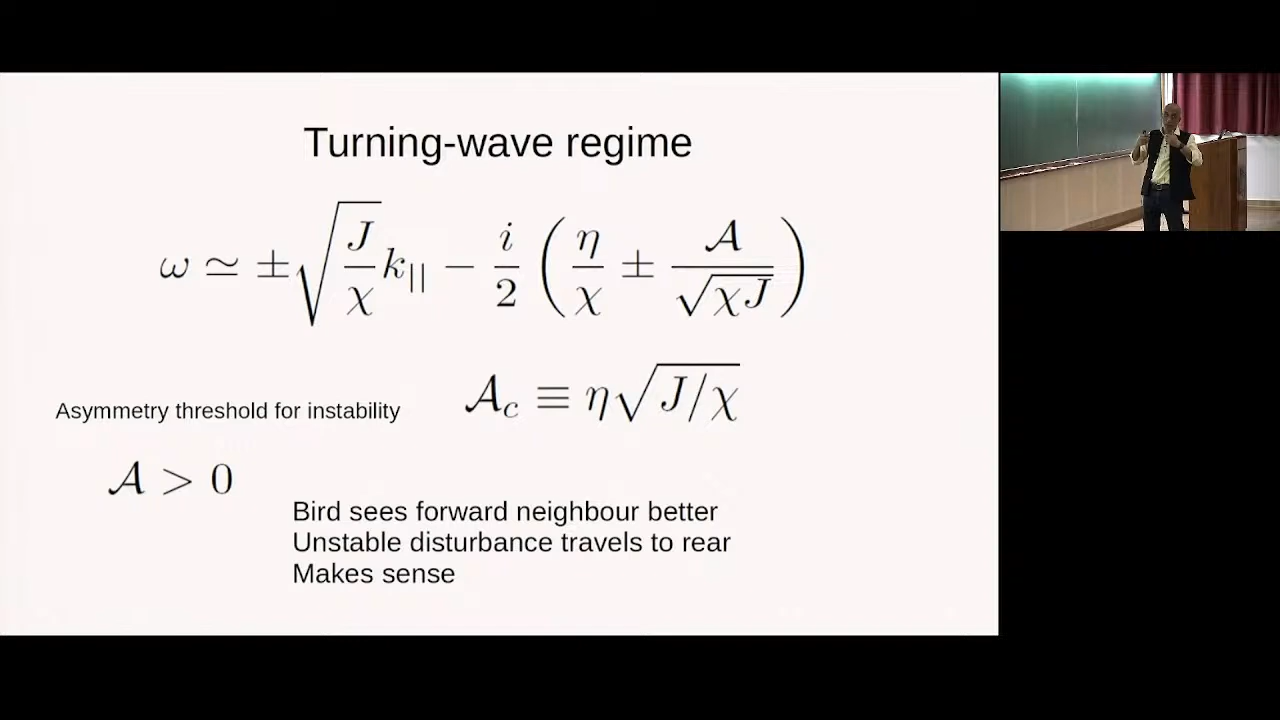 Turning-wave regime
ω ≃ ±√(J/χ) k_|| − i/2 (η/χ ± 𝒜/√(χJ))
Asymmetry threshold for instability
𝒜_c ≡ η√(J/χ)
𝒜 > 0
Bird sees forward neighbour better
Unstable disturbance travels to rear
Makes sense